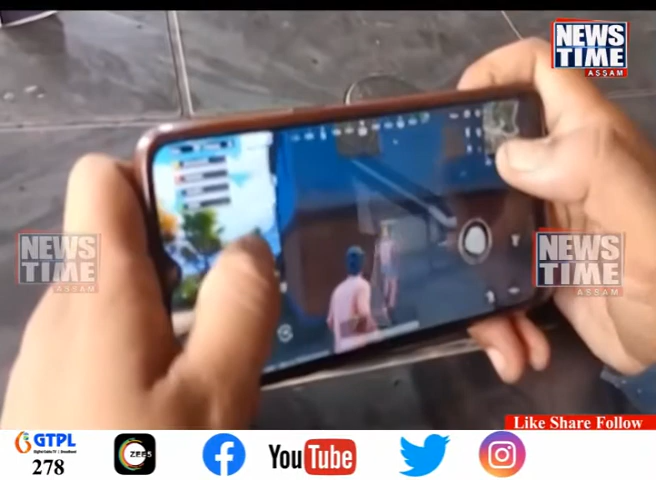 NEWS
TIME
ASSAM
NEWS
TIME
ASSAM
NEWS
TIME
ASSAM
Like Share Follow
GTPL
278
ZEE5
YouTube